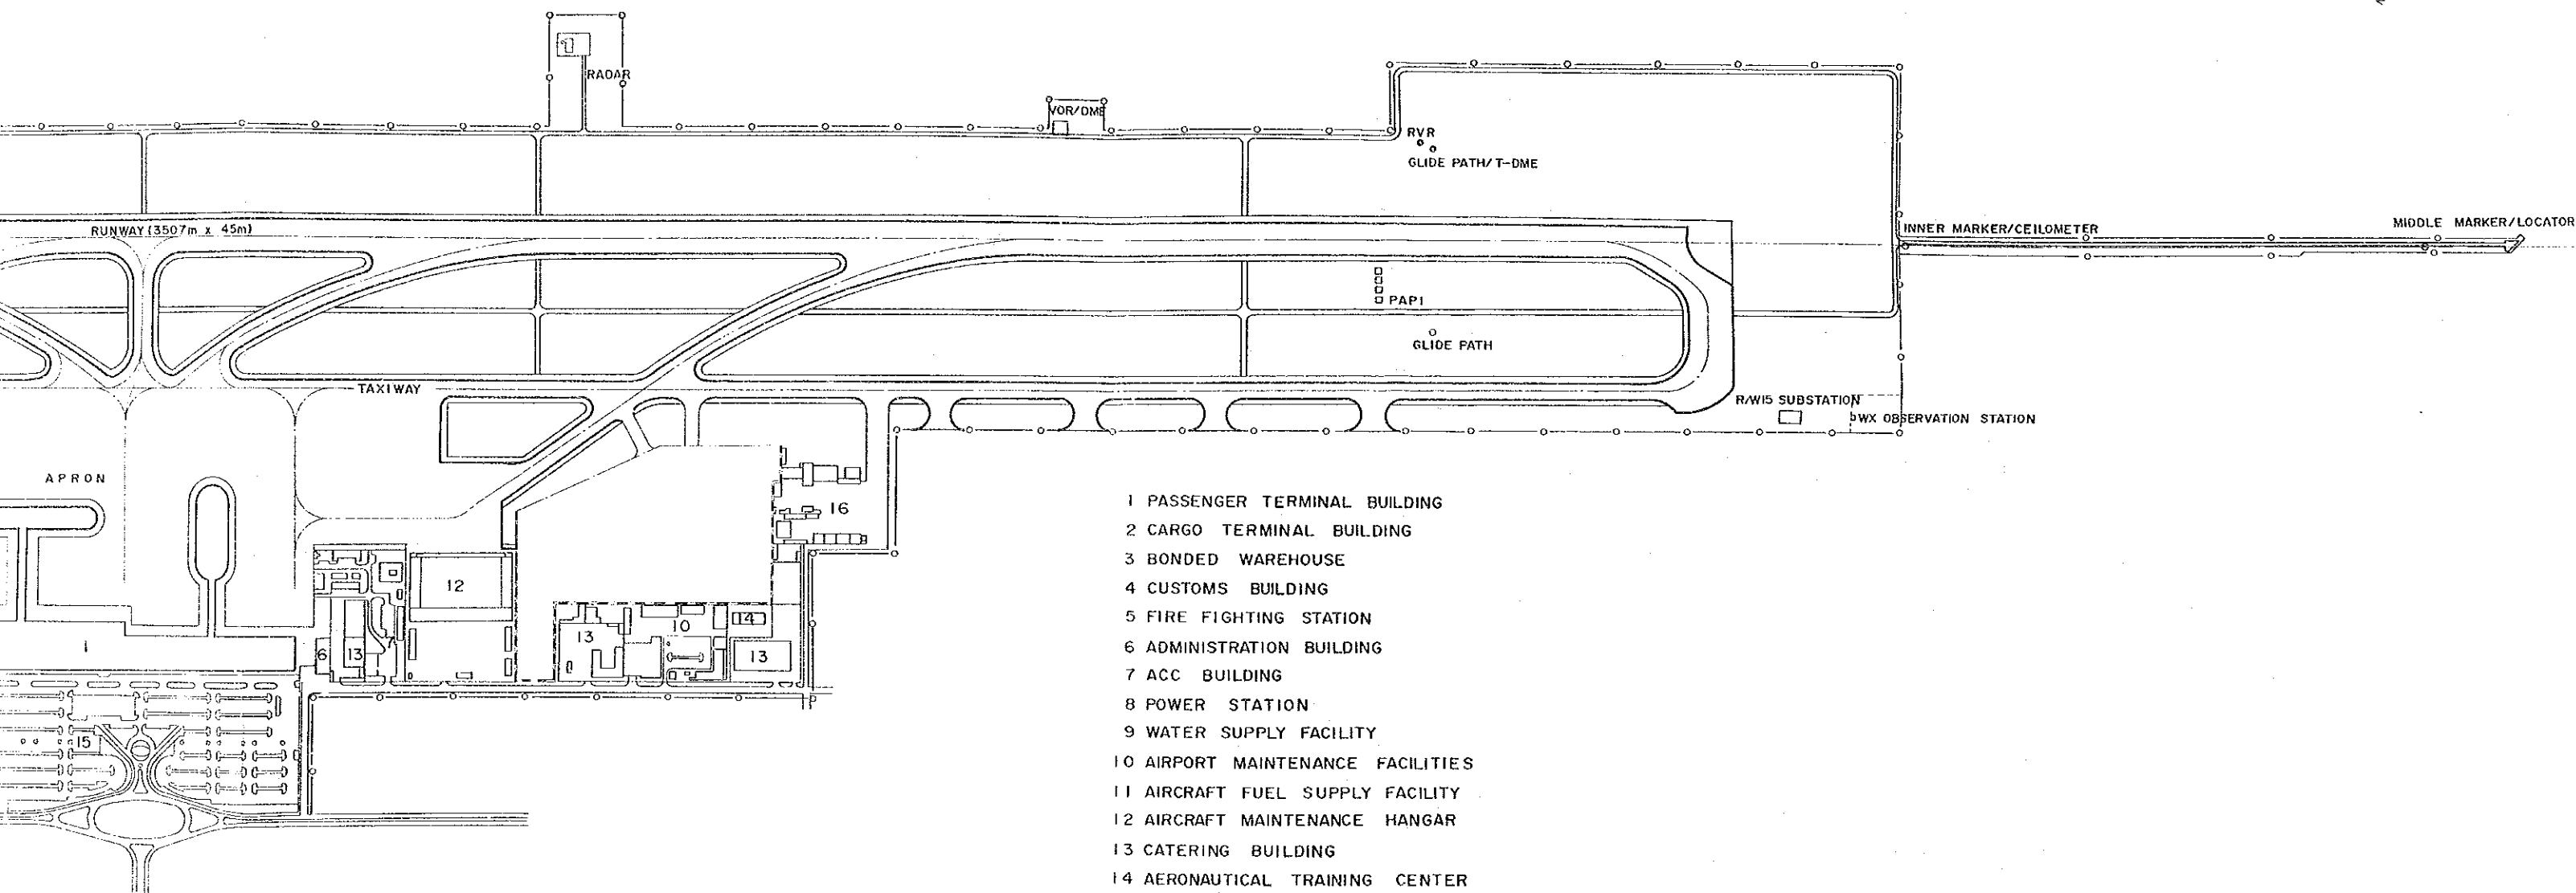 RADAR
VOR/DME
RVR
GLIDE PATH/T-DME
RUNWAY (3507m x 45m)
INNER MARKER/CEILOMETER
MIDDLE MARKER/LOCATOR
PAPI
GLIDE PATH
TAXIWAY
R/W15 SUBSTATION
WX OBSERVATION STATION
APRON
16
12
1
6
13
7
13
10
14
13
15
1 PASSENGER TERMINAL BUILDING
2 CARGO TERMINAL BUILDING
3 BONDED WAREHOUSE
4 CUSTOMS BUILDING
5 FIRE FIGHTING STATION
6 ADMINISTRATION BUILDING
7 ACC BUILDING
8 POWER STATION
9 WATER SUPPLY FACILITY
10 AIRPORT MAINTENANCE FACILITIES
11 AIRCRAFT FUEL SUPPLY FACILITY
12 AIRCRAFT MAINTENANCE HANGAR
13 CATERING BUILDING
14 AERONAUTICAL TRAINING CENTER